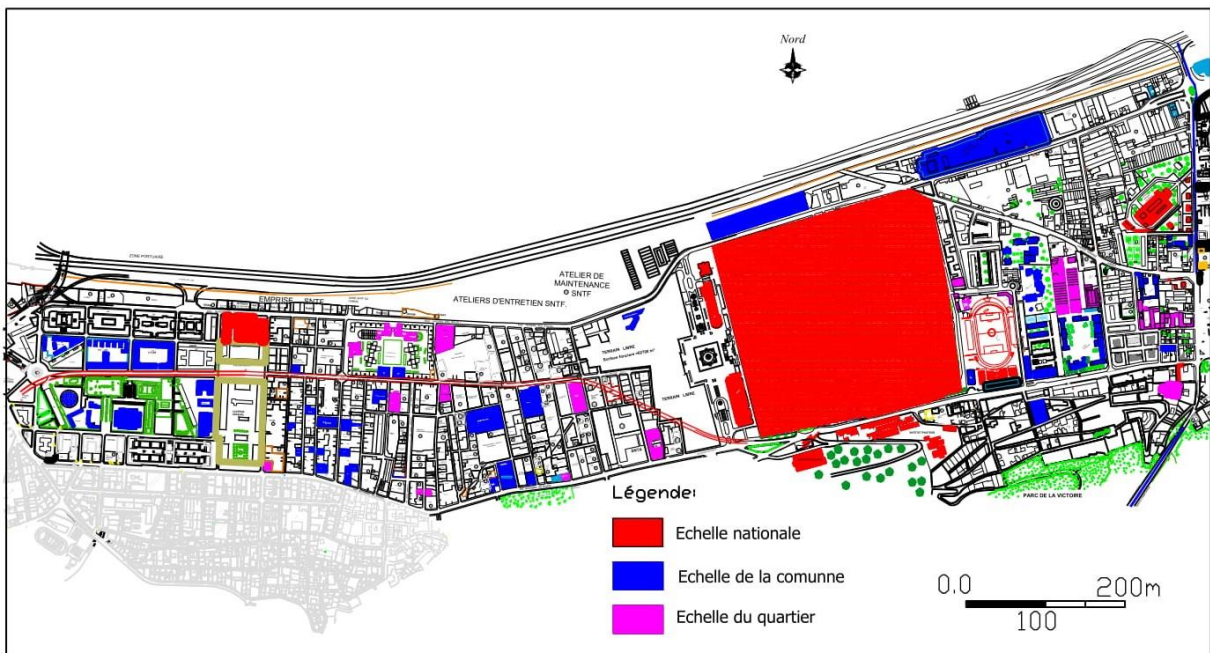 Nord
ZONE PORTUAIRE
ATELIER DE
MAINTENANCE
SNTF
EMPRISE SNTF
ATELIERS D'ENTRETIEN SNTF.
TERRAIN LIBRE
TERRAIN LIBRE
PARC DE LA VICTOIRE
Légende:
Echelle nationale
Echelle de la comunne
Echelle du quartier
0.0 200m
100